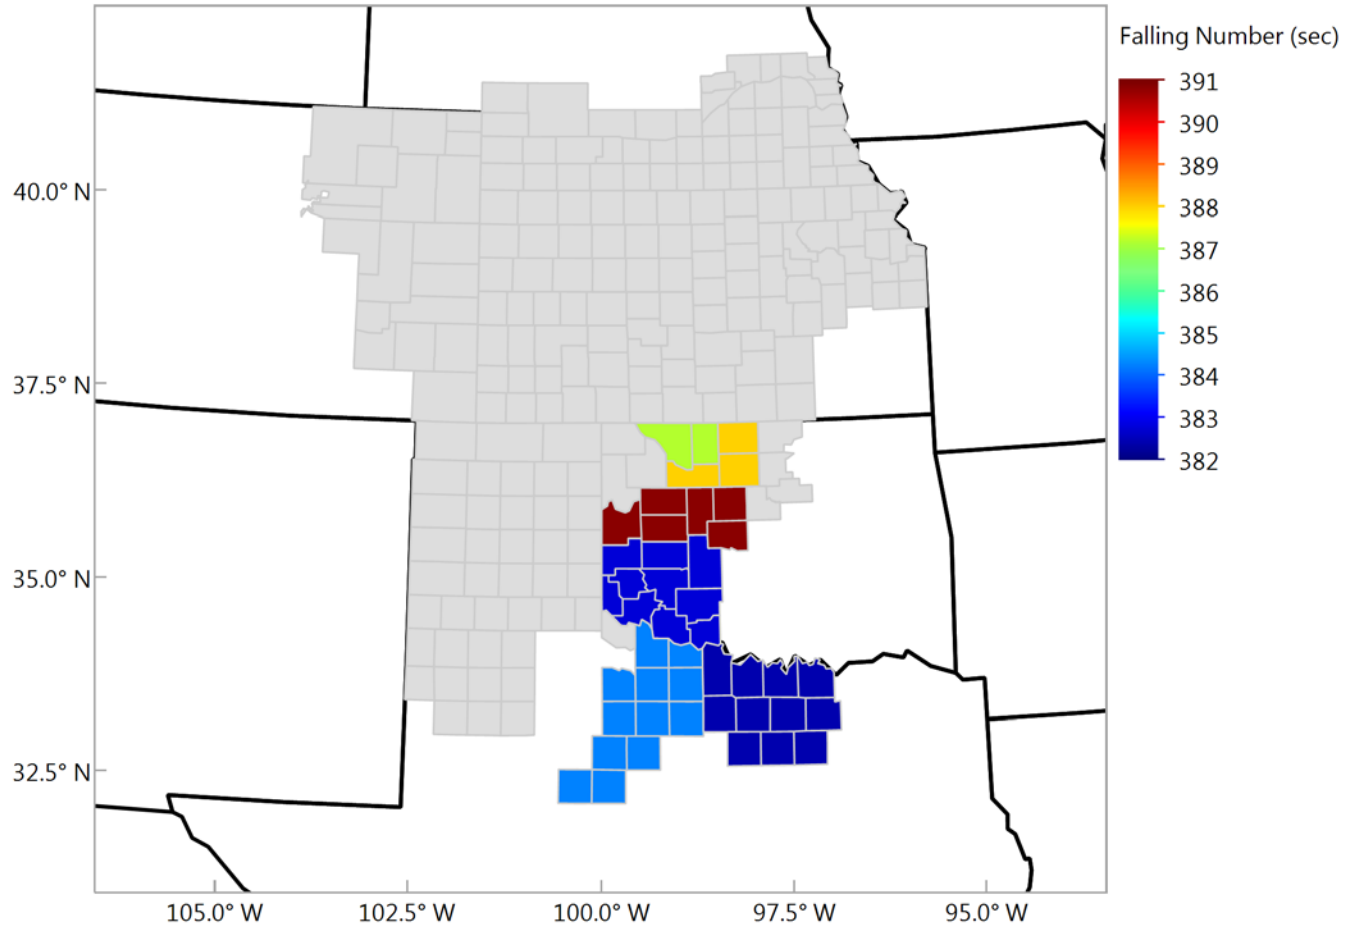 Falling Number (sec)
391
390
389
388
387
386
385
384
383
382
40.0° N
37.5° N
35.0° N
32.5° N
105.0° W
102.5° W
100.0° W
97.5° W
95.0° W